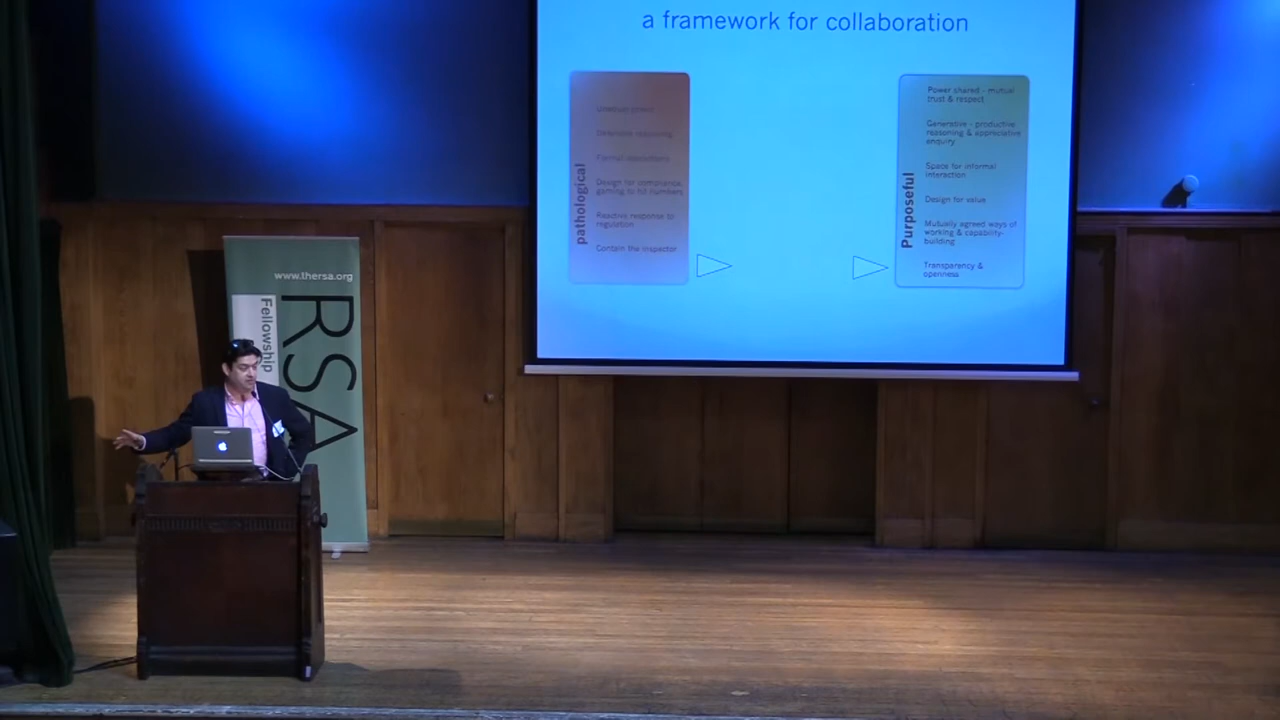 a framework for collaboration
pathological
Defensive reasoning
Formal interactions
Design for compliance,
gaming to hit numbers
Reactive response to
regulation
Contain the inspector
Purposeful
Power shared - mutual
trust & respect
Generative - productive
reasoning & appreciative
enquiry
Space for informal
interaction
Design for value
Mutually agreed ways of
working & capability-
building
Transparency &
openness
www.thersa.org
RSA
Fellowship